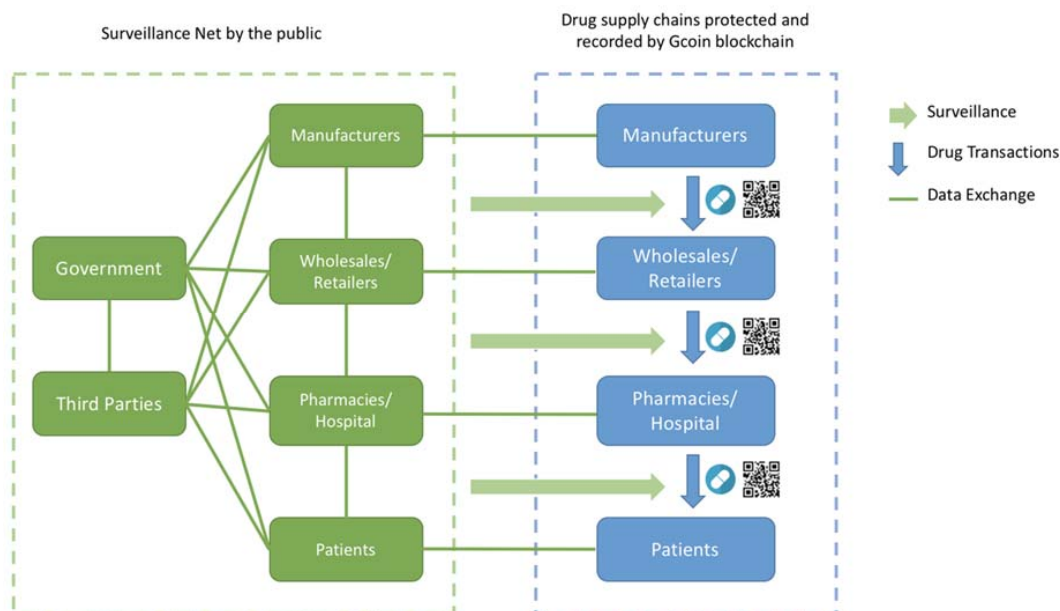 Surveillance Net by the public
Drug supply chains protected and
recorded by Gcoin blockchain
Manufacturers
Government
Wholesales/
Retailers
Third Parties
Pharmacies/
Hospital
Patients
Manufacturers
Wholesales/
Retailers
Pharmacies/
Hospital
Patients
Surveillance
Drug Transactions
Data Exchange